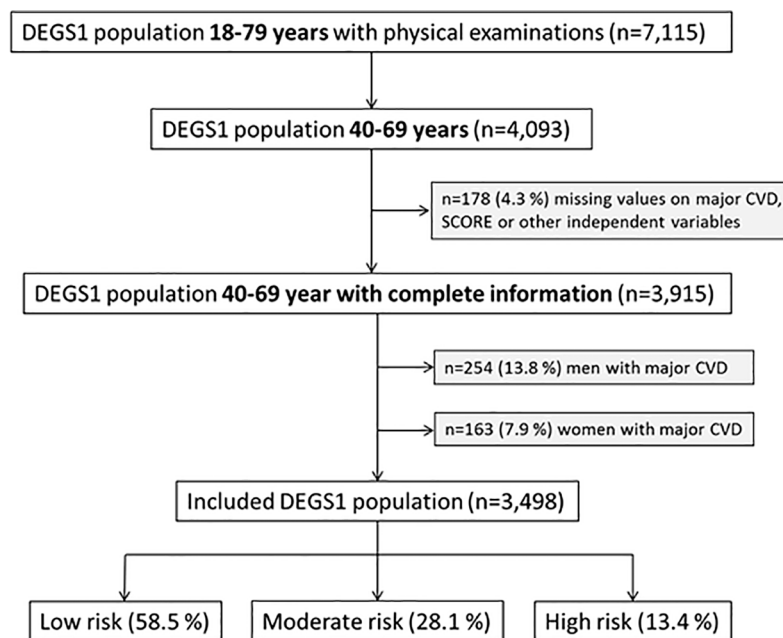 DEGS1 population 18-79 years with physical examinations (n=7,115)
DEGS1 population 40-69 years (n=4,093)
n=178 (4.3 %) missing values on major CVD,
SCORE or other independent variables
DEGS1 population 40-69 year with complete information (n=3,915)
n=254 (13.8 %) men with major CVD
n=163 (7.9 %) women with major CVD
Included DEGS1 population (n=3,498)
Low risk (58.5 %)
Moderate risk (28.1 %)
High risk (13.4 %)